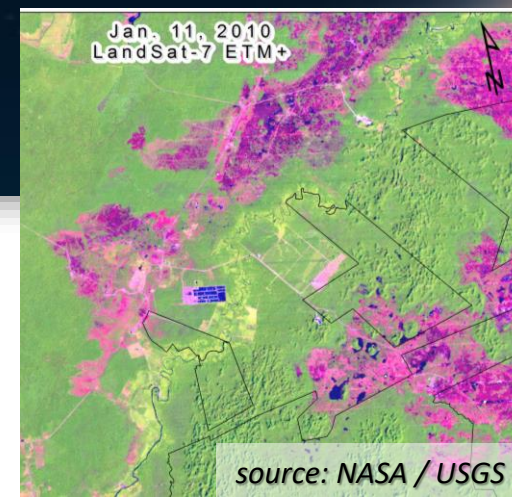 Jan. 11, 2010
LandSat-7 ETM+
N
source: NASA / USGS